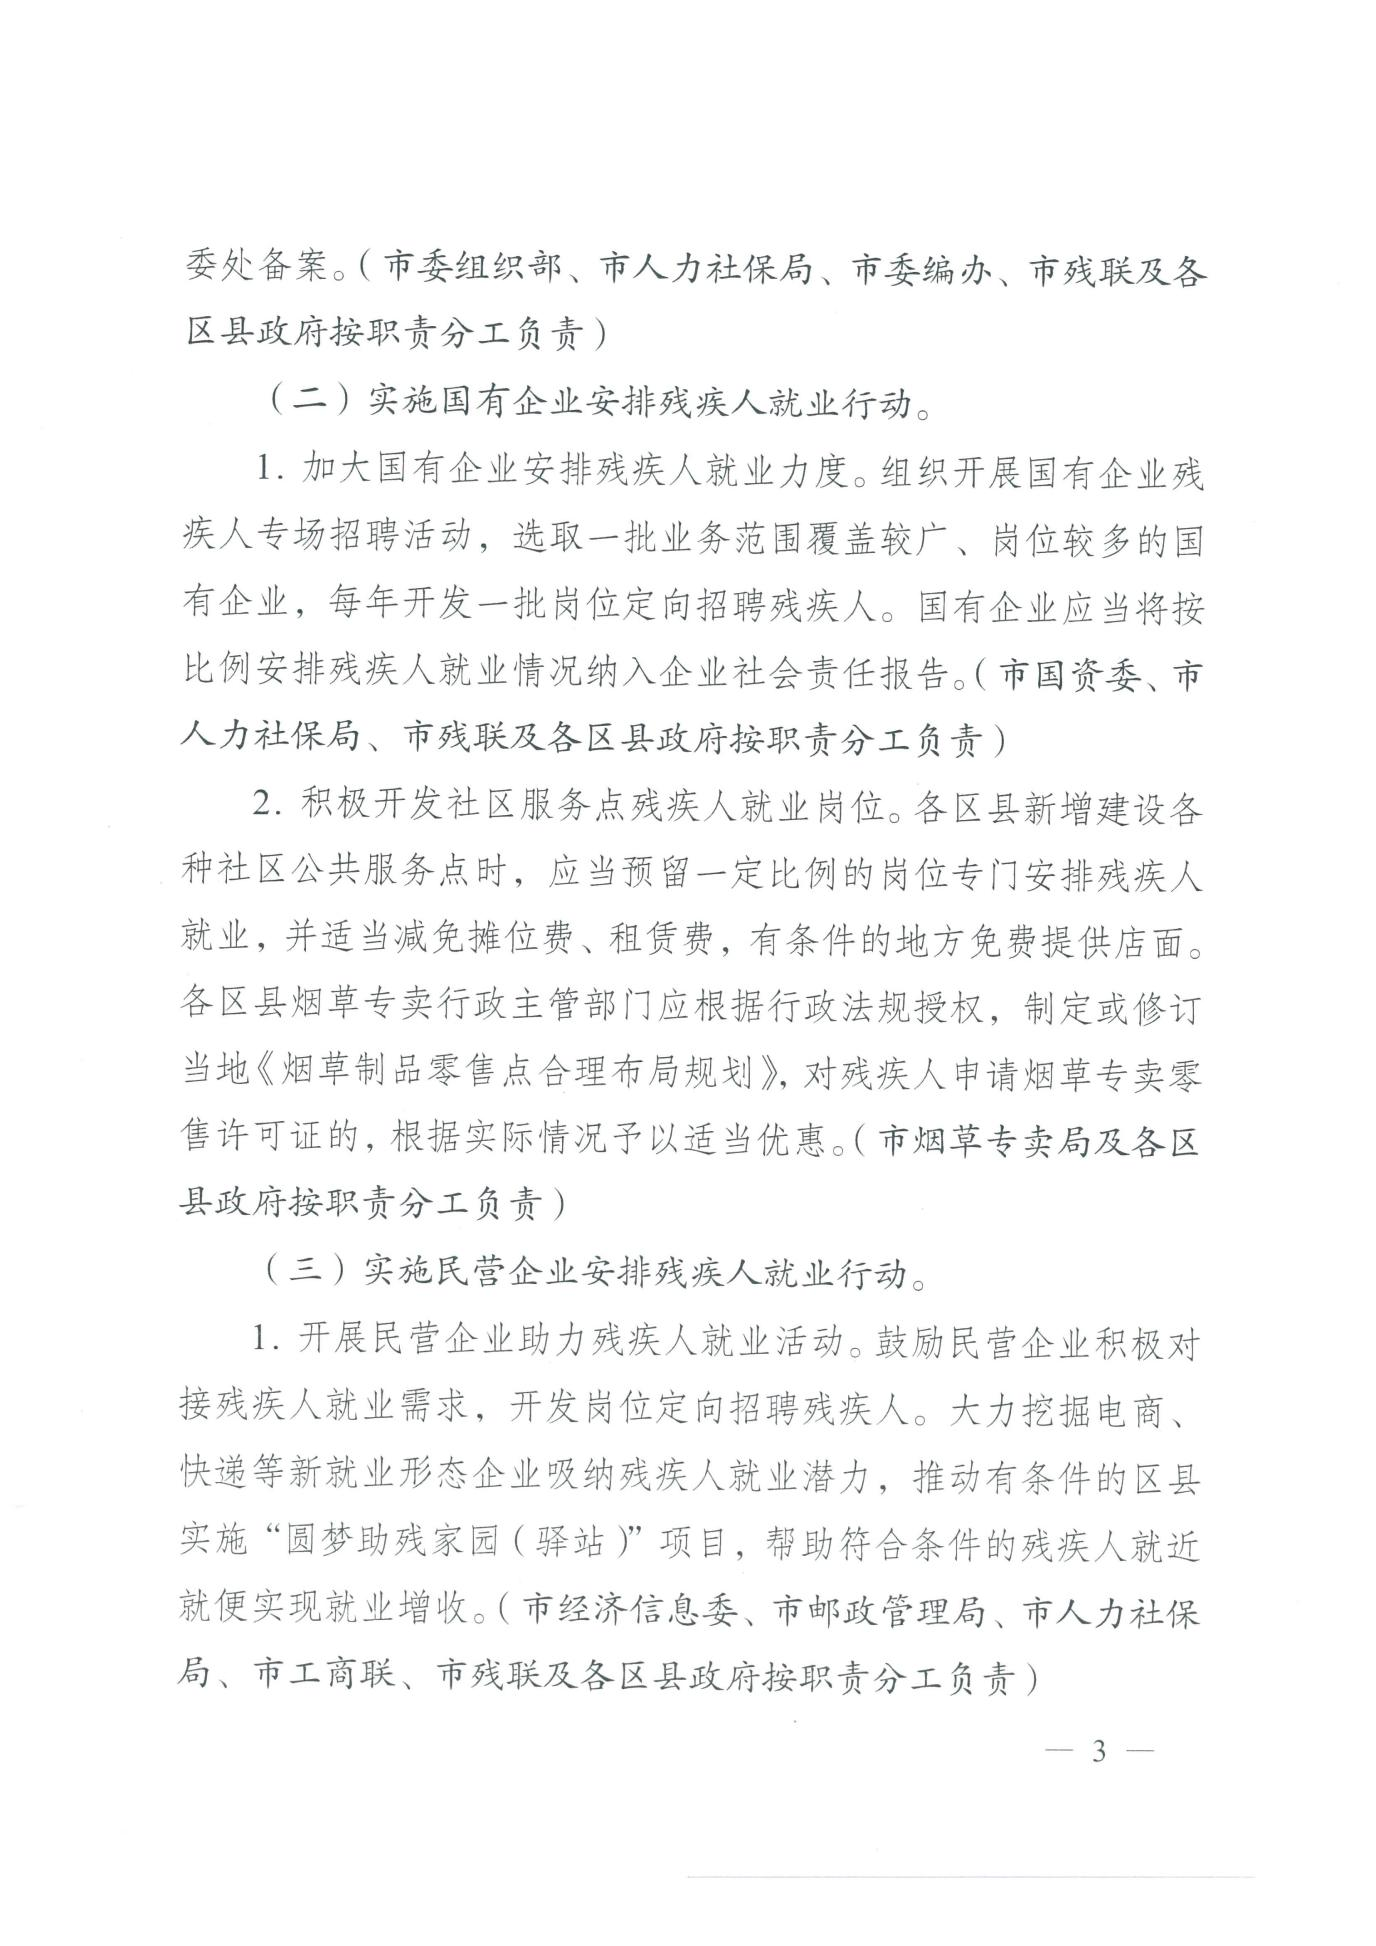 委处备案。（市委组织部、市人力社保局、市委编办、市残联及各
区县政府按职责分工负责）
（二）实施国有企业安排残疾人就业行动。
1. 加大国有企业安排残疾人就业力度。组织开展国有企业残
疾人专场招聘活动，选取一批业务范围覆盖较广、岗位较多的国
有企业，每年开发一批岗位定向招聘残疾人。国有企业应当将按
比例安排残疾人就业情况纳入企业社会责任报告。（市国资委、市
人力社保局、市残联及各区县政府按职责分工负责）
2. 积极开发社区服务点残疾人就业岗位。各区县新增建设各
种社区公共服务点时，应当预留一定比例的岗位专门安排残疾人
就业，并适当减免摊位费、租赁费，有条件的地方免费提供店面。
各区县烟草专卖行政主管部门应根据行政法规授权，制定或修订
当地《烟草制品零售点合理布局规划》，对残疾人申请烟草专卖零
售许可证的，根据实际情况予以适当优惠。（市烟草专卖局及各区
县政府按职责分工负责）
（三）实施民营企业安排残疾人就业行动。
1. 开展民营企业助力残疾人就业活动。鼓励民营企业积极对
接残疾人就业需求，开发岗位定向招聘残疾人。大力挖掘电商、
快递等新就业形态企业吸纳残疾人就业潜力，推动有条件的区县
实施“圆梦助残家园（驿站）”项目，帮助符合条件的残疾人就近
就便实现就业增收。（市经济信息委、市邮政管理局、市人力社保
局、市工商联、市残联及各区县政府按职责分工负责）
— 3 —